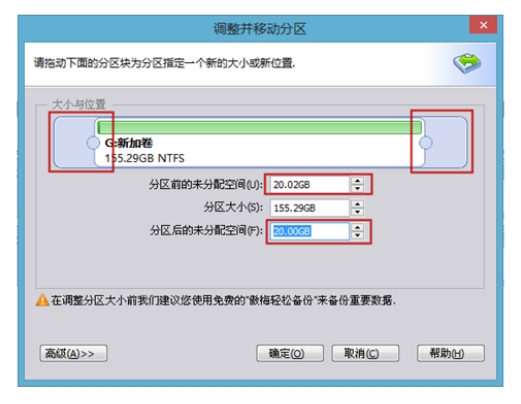 调整并移动分区
请拖动下面的分区块为分区指定一个新的大小或新位置.
大小与位置
G:新加卷
155.29GB NTFS
分区前的未分配空间(U): 20.02GB
分区大小(S): 155.29GB
分区后的未分配空间(F): 20.00GB
在调整分区大小前我们建议您使用免费的"傲梅轻松备份"来备份重要数据.
高级(A)>> 确定(O) 取消(C) 帮助(H)